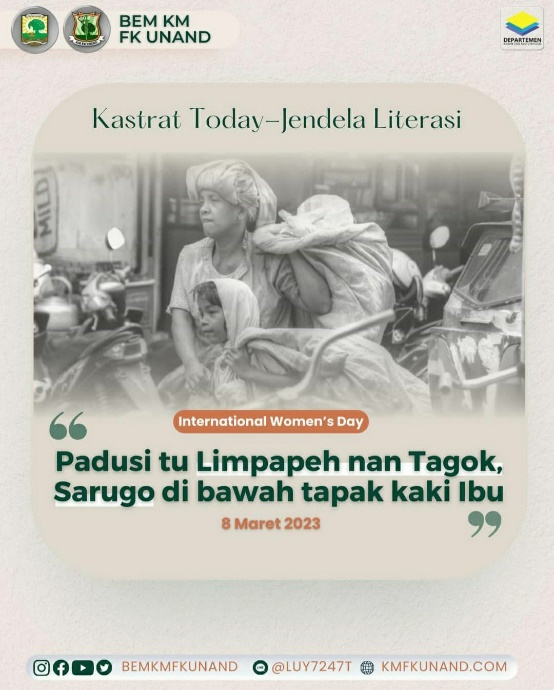 BEM KM
FK UNAND
DEPARTEMEN
Kastrat Today–Jendela Literasi
MILD
International Women's Day
“
Padusi tu Limpapeh nan Tagok,
Sarugo di bawah tapak kaki Ibu
8 Maret 2023
”
BEMKMFKUNAND @LUY7247T KMFKUNAND.COM